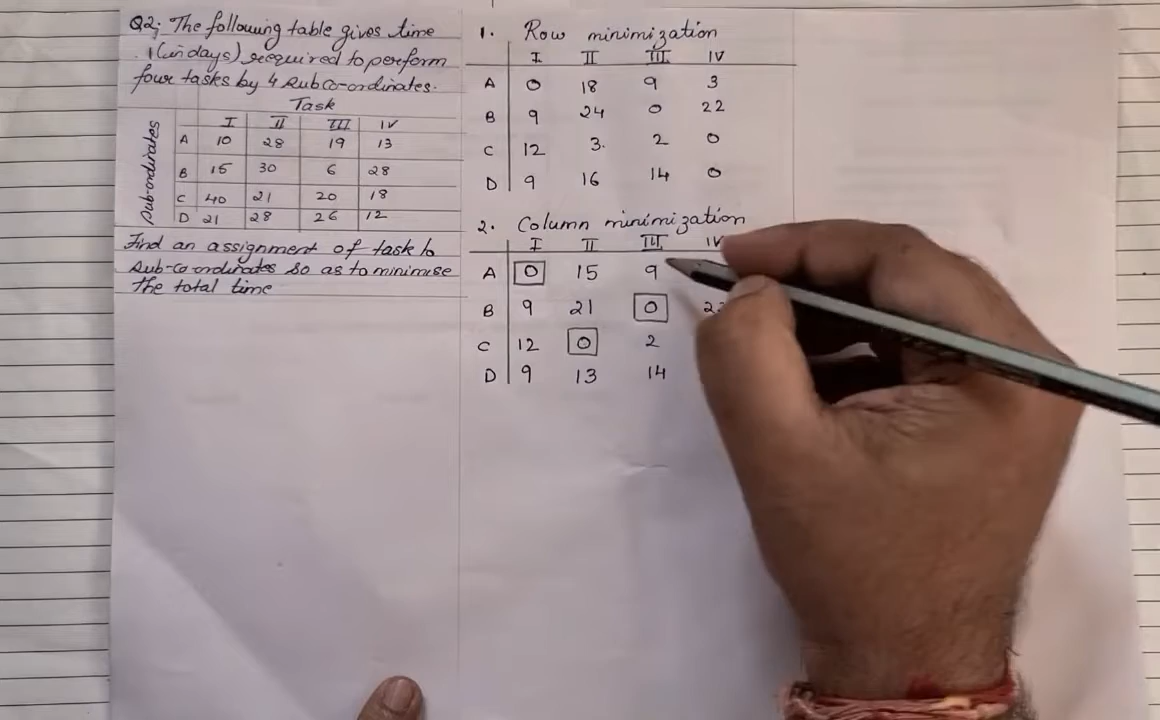 Q2; The following table gives time
(in days) required to perform
four tasks by 4 subco-ordinates.
Task
Sub-ordinates
I II III IV
A 10 28 19 13
B 15 30 6 28
C 40 21 20 18
D 21 28 26 12
Find an assignment of task to
sub-co ordinates so as to minimise
the total time
1. Row minimization
I II III IV
A 0 18 9 3
B 9 24 0 22
C 12 3. 2 0
D 9 16 14 0
2. Column minimization
I II III IV
A 0 15 9
B 9 21 0
C 12 0 2
D 9 13 14